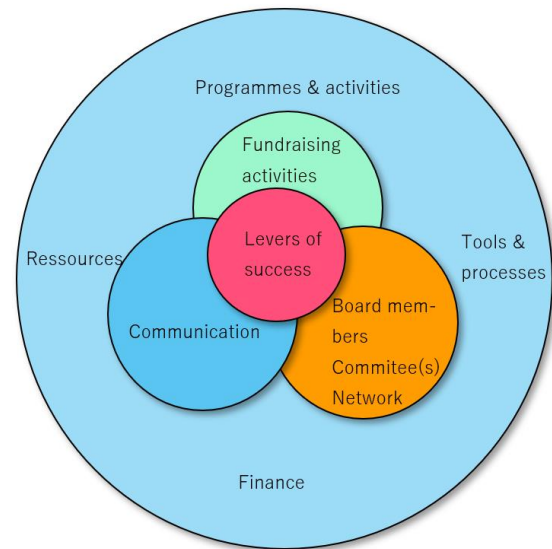 Programmes & activities
Fundraising
activities
Levers of
success
Ressources
Tools &
processes
Communication
Board mem-
bers
Commitee(s)
Network
Finance